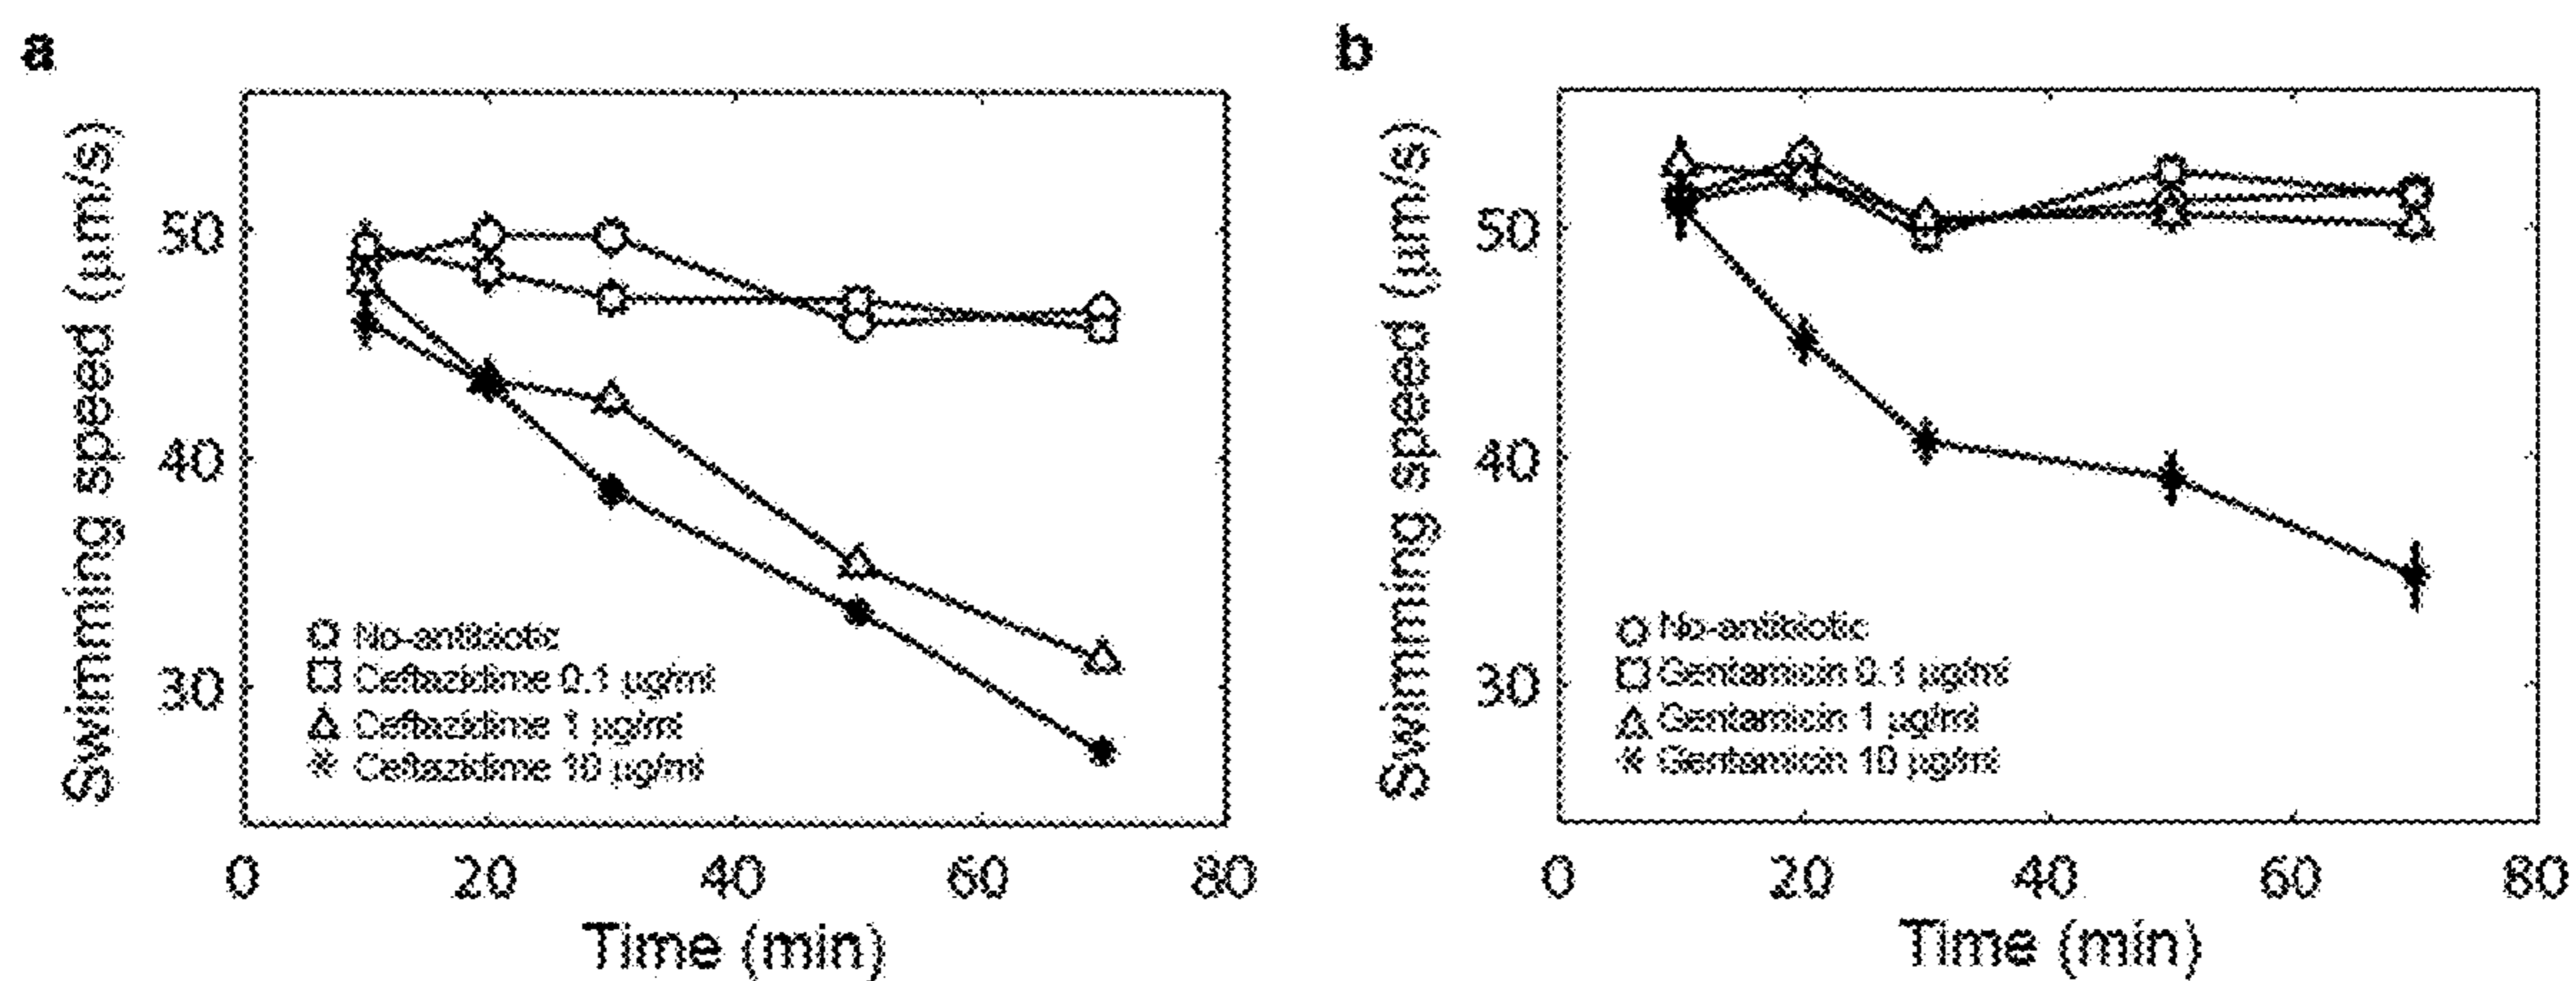 a
Swimming speed (µm/s)
50
40
30
No-antibiotic
Ceftazidime 0.1 µg/ml
Ceftazidime 1 µg/ml
Ceftazidime 10 µg/ml
0 20 40 60 80
Time (min)
b
Swimming speed (µm/s)
50
40
30
No-antibiotic
Gentamicin 0.1 µg/ml
Gentamicin 1 µg/ml
Gentamicin 10 µg/ml
0 20 40 60 80
Time (min)